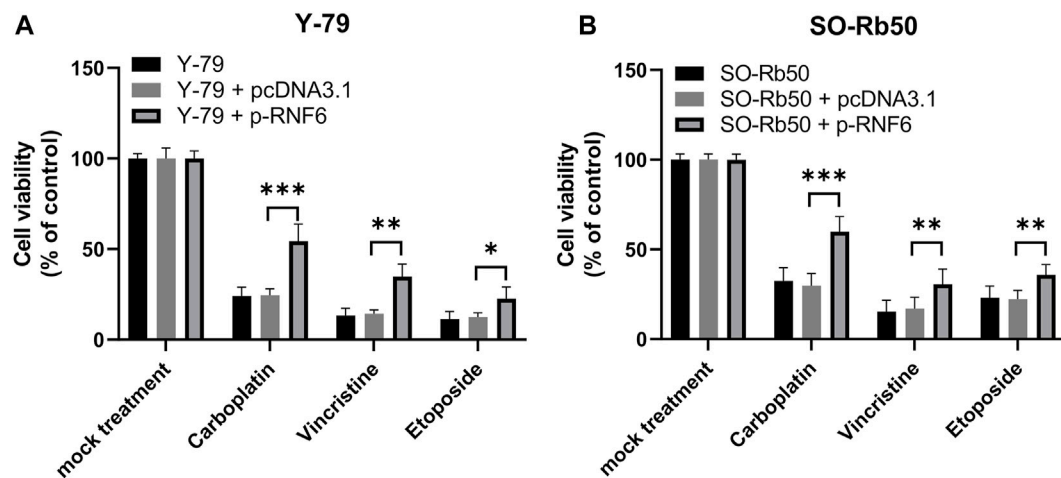 A
Y-79
Y-79
Y-79 + pcDNA3.1
Y-79 + p-RNF6
Cell viability
(% of control)
150
100
50
0
***
**
*
mock treatment
Carboplatin
Vincristine
Etoposide
B
SO-Rb50
SO-Rb50
SO-Rb50 + pcDNA3.1
SO-Rb50 + p-RNF6
Cell viability
(% of control)
150
100
50
0
***
**
**
mock treatment
Carboplatin
Vincristine
Etoposide